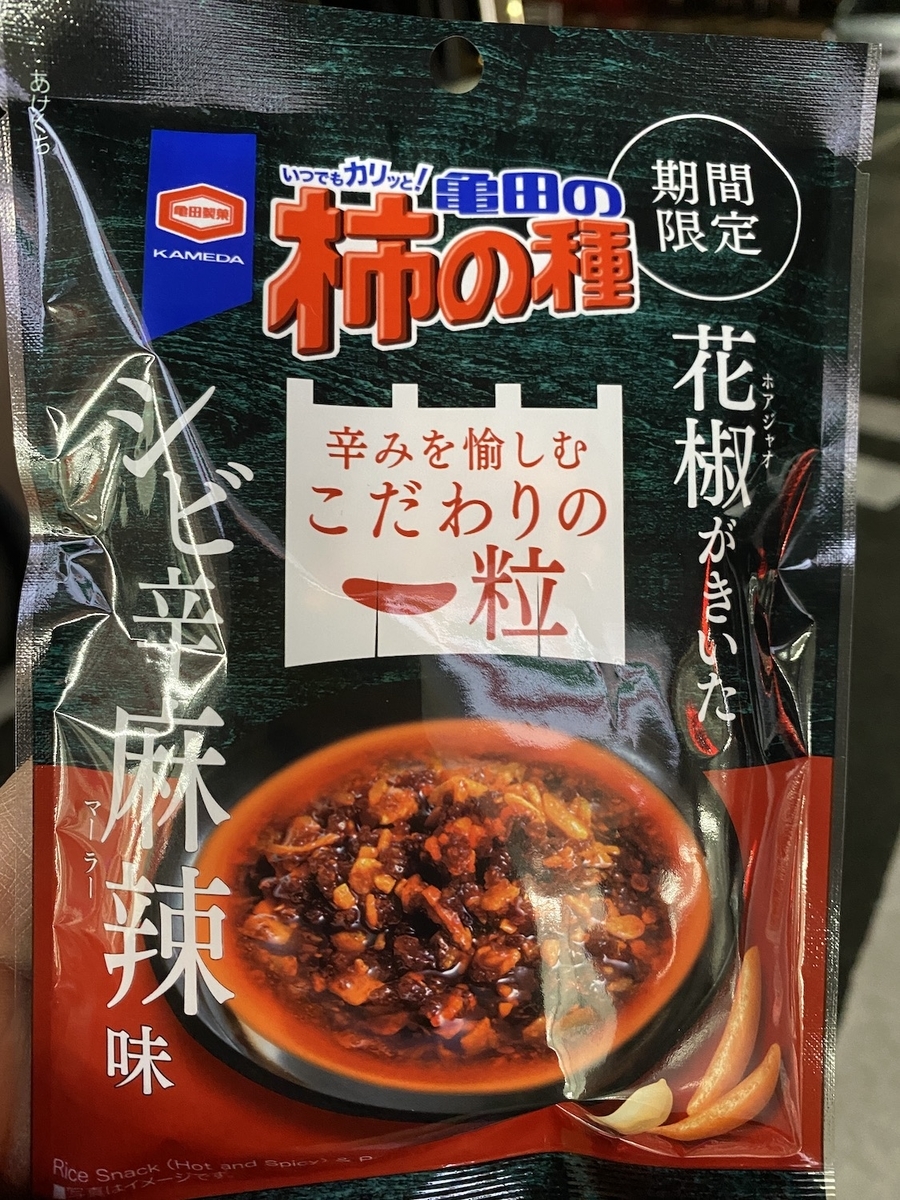 あけくち
亀田製菓
KAMEDA
いつでもカリッと!
亀田の
柿の種
期間
限定
花椒がきいた
ホアジャオ
辛みを愉しむ
こだわりの
一粒
シビ辛麻辣味
マーラー
Rice Snack (Hot and Spicy) & P
写真はイメージです